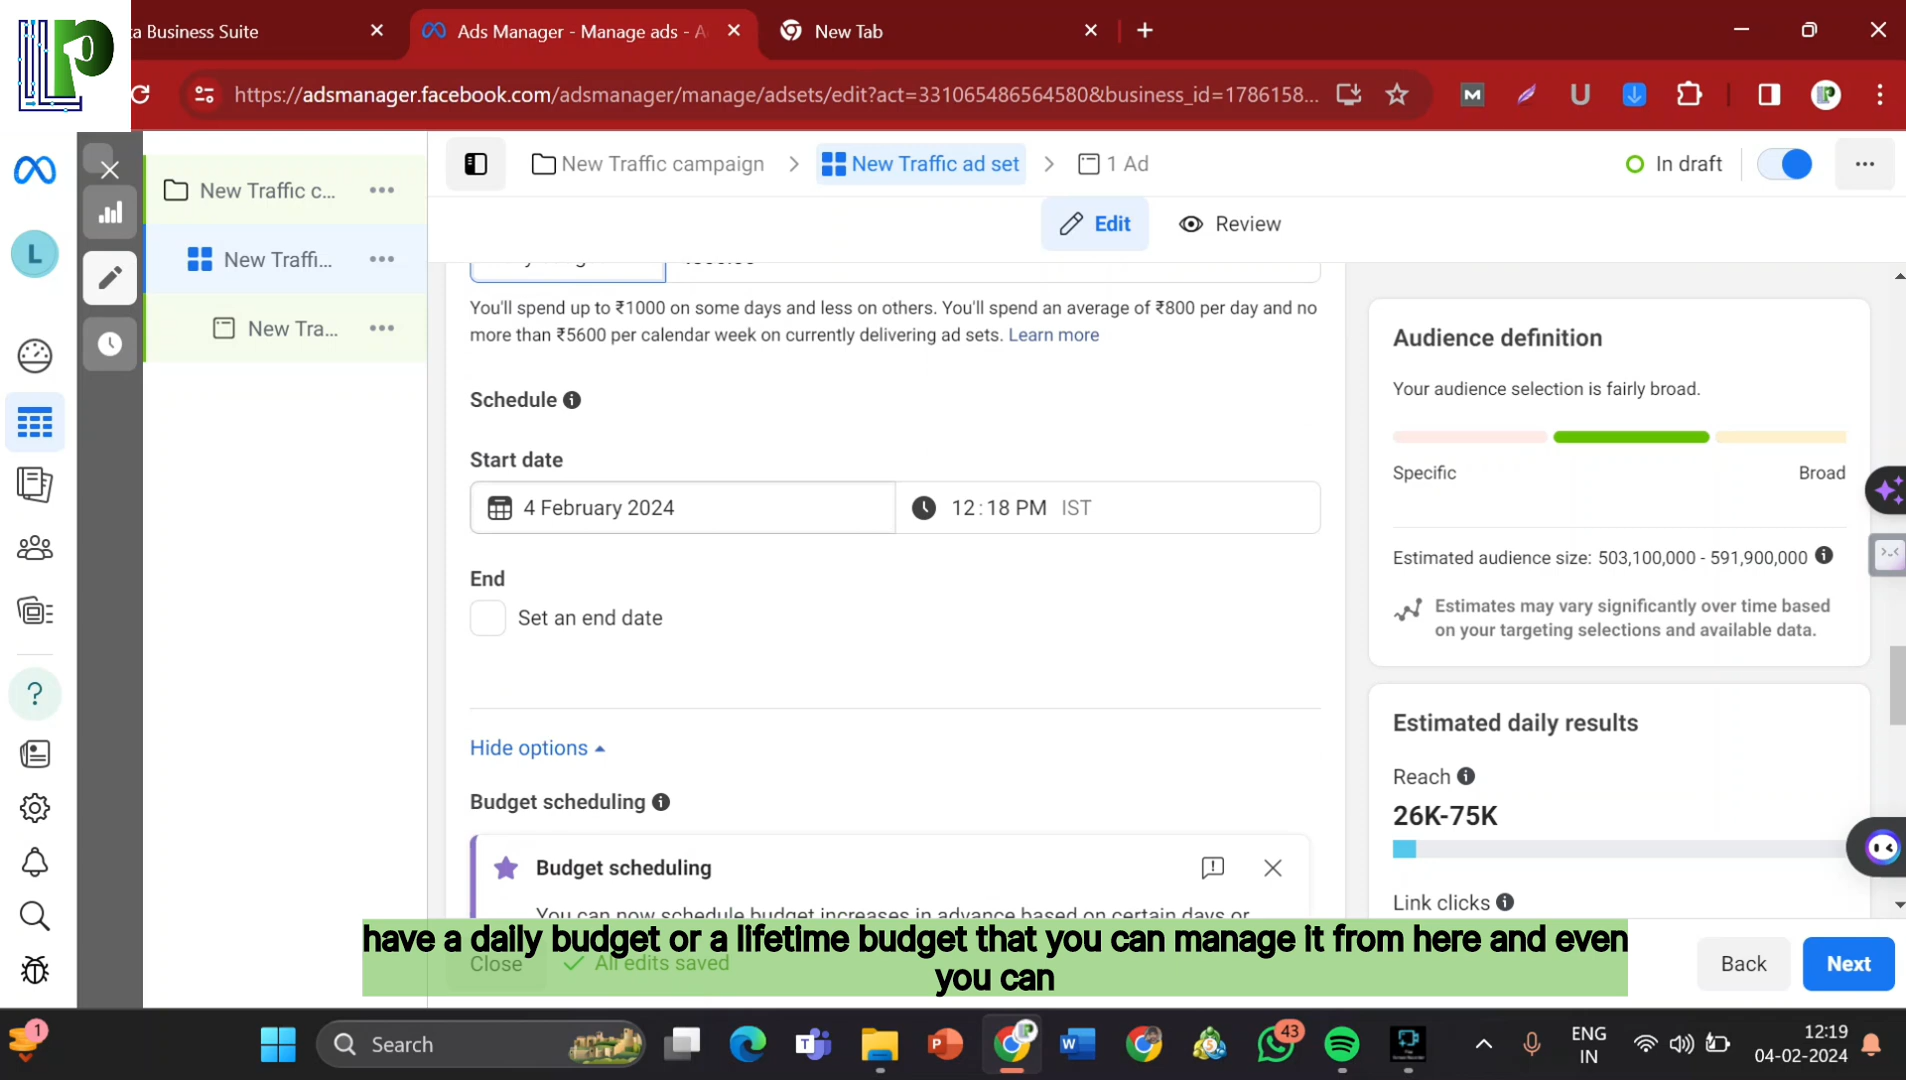 ta Business Suite
Ads Manager - Manage ads - A
New Tab
https://adsmanager.facebook.com/adsmanager/manage/adsets/edit?act=331065486564580&business_id=1786158...
New Traffic campaign
New Traffic ad set
1 Ad
In draft
Edit
Review
L
New Traffic c...
New Traffi...
New Tra...
You'll spend up to ₹1000 on some days and less on others. You'll spend an average of ₹800 per day and no
more than ₹5600 per calendar week on currently delivering ad sets. Learn more
Schedule
Start date
4 February 2024
12:18 PM IST
End
Set an end date
Hide options
Budget scheduling
Budget scheduling
You can now schedule budget increases in advance based on certain days or
Close
All edits saved
have a daily budget or a lifetime budget that you can manage it from here and even
you can
Audience definition
Your audience selection is fairly broad.
Specific
Broad
Estimated audience size: 503,100,000 - 591,900,000
Estimates may vary significantly over time based
on your targeting selections and available data.
Estimated daily results
Reach
26K-75K
Link clicks
Back
Next
1
Search
43
ENG
IN
12:19
04-02-2024